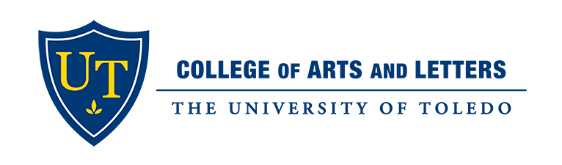 UT
COLLEGE OF ARTS AND LETTERS
THE UNIVERSITY OF TOLEDO